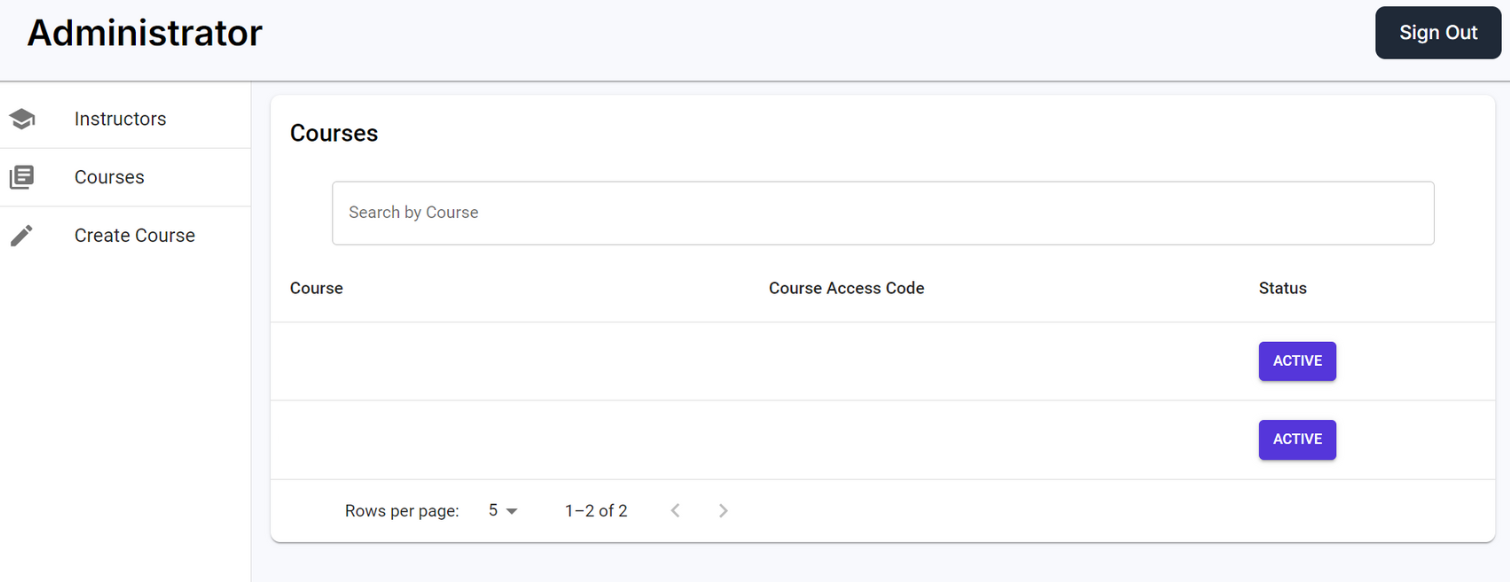 Administrator
Sign Out
Instructors
Courses
Create Course
Courses
Search by Course
Course Course Access Code Status
ACTIVE
ACTIVE
Rows per page: 5 1–2 of 2